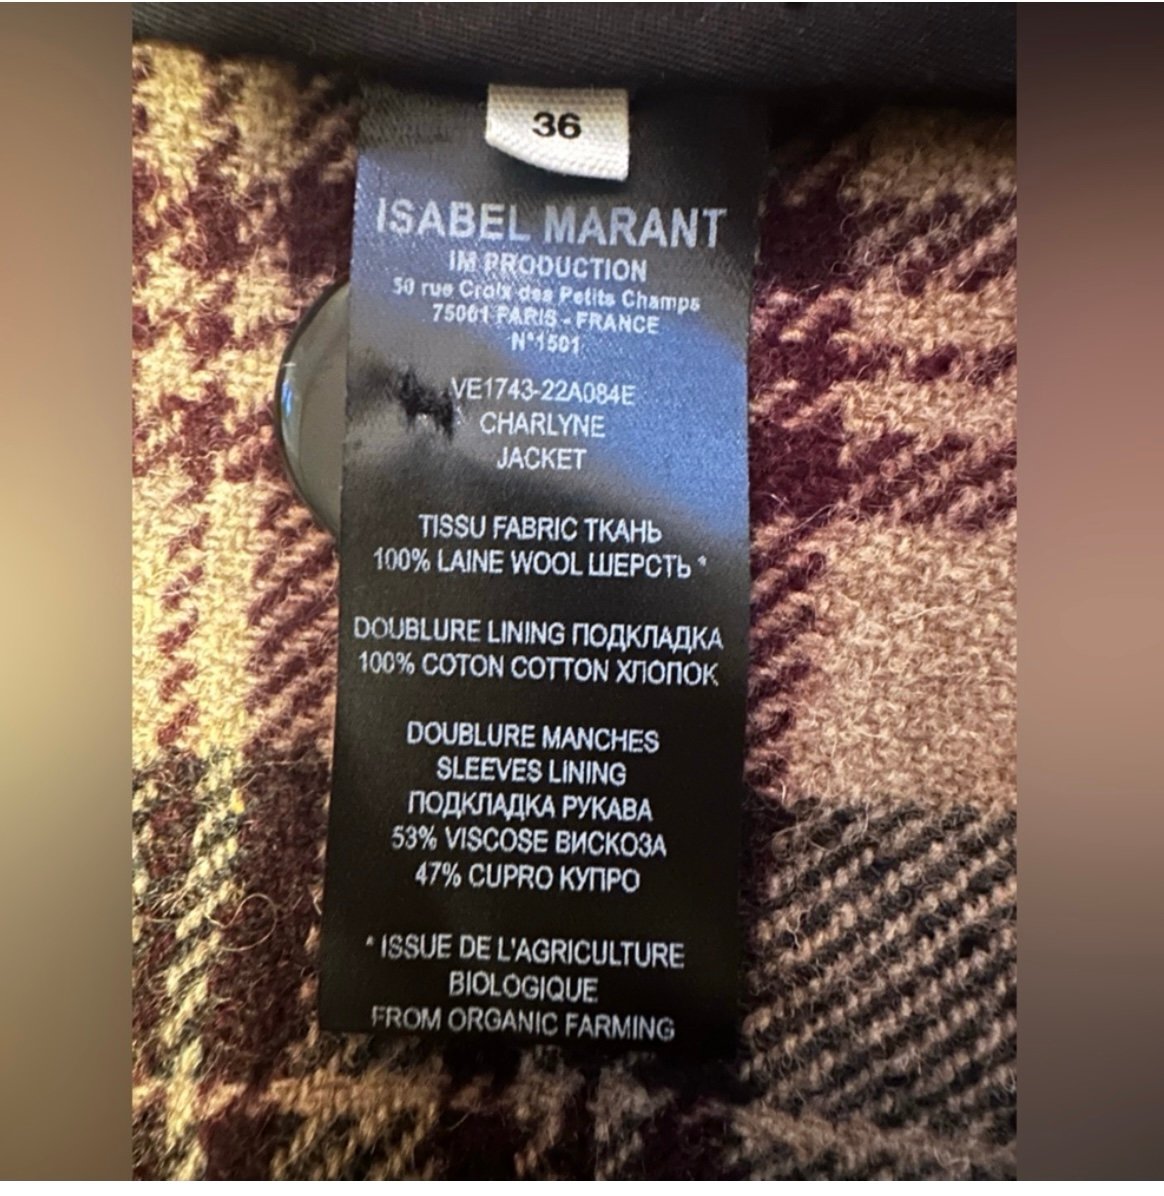 36
ISABEL MARANT
IM PRODUCTION
50 rue Croix des Petits Champs
75001 PARIS - FRANCE
N°1501
VE1743-22A084E
CHARLYNE
JACKET
TISSU FABRIC ТКАНЬ
100% LAINE WOOL ШЕРСТЬ *
DOUBLURE LINING ПОДКЛАДКА
100% COTON COTTON ХЛОПОК
DOUBLURE MANCHES
SLEEVES LINING
ПОДКЛАДКА РУКАВА
53% VISCOSE ВИСКОЗА
47% CUPRO КУПРО
* ISSUE DE L'AGRICULTURE
BIOLOGIQUE
FROM ORGANIC FARMING